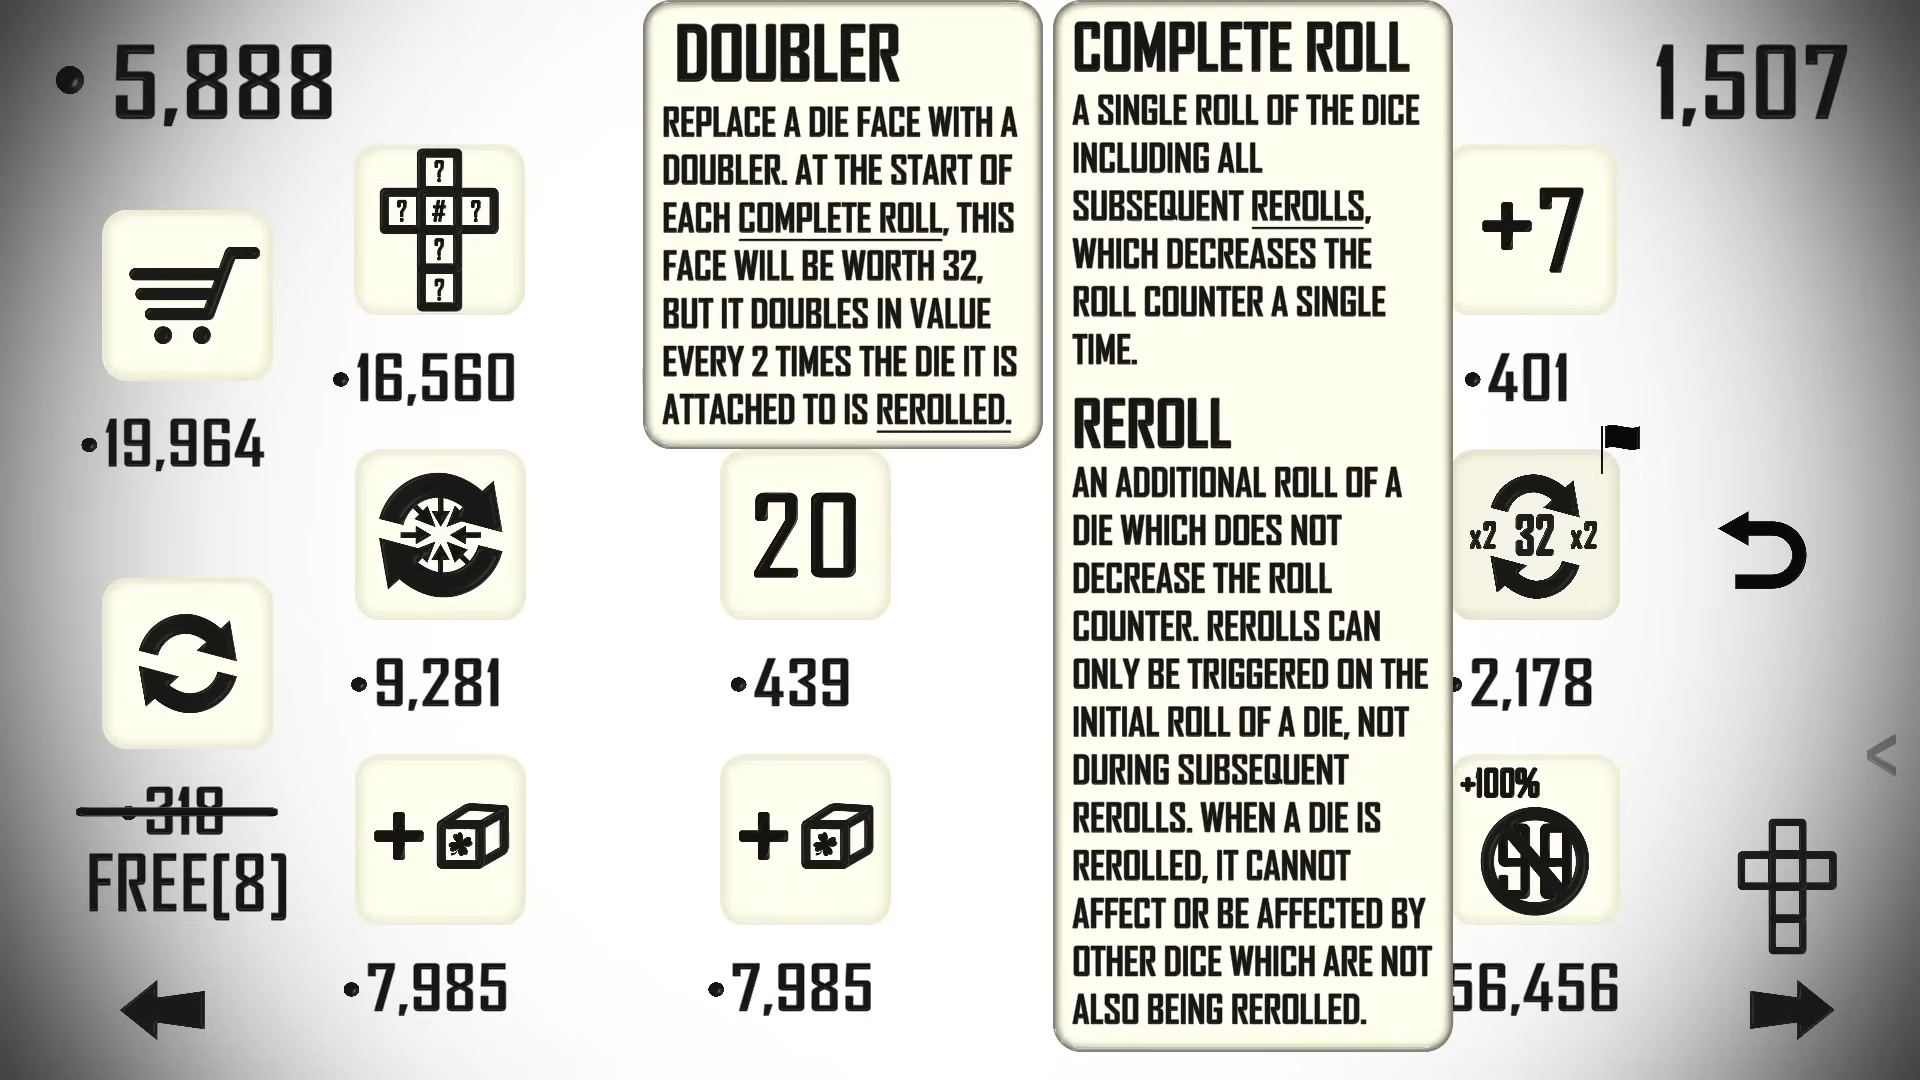 5,888
1,507
DOUBLER
REPLACE A DIE FACE WITH A
DOUBLER. AT THE START OF
EACH COMPLETE ROLL, THIS
FACE WILL BE WORTH 32,
BUT IT DOUBLES IN VALUE
EVERY 2 TIMES THE DIE IT IS
ATTACHED TO IS REROLLED.
COMPLETE ROLL
A SINGLE ROLL OF THE DICE
INCLUDING ALL
SUBSEQUENT REROLLS,
WHICH DECREASES THE
ROLL COUNTER A SINGLE
TIME.
REROLL
AN ADDITIONAL ROLL OF A
DIE WHICH DOES NOT
DECREASE THE ROLL
COUNTER. REROLLS CAN
ONLY BE TRIGGERED ON THE
INITIAL ROLL OF A DIE, NOT
DURING SUBSEQUENT
REROLLS. WHEN A DIE IS
REROLLED, IT CANNOT
AFFECT OR BE AFFECTED BY
OTHER DICE WHICH ARE NOT
ALSO BEING REROLLED.
?
? # ?
?
?
+7
16,560
401
19,964
20
x2 32 x2
9,281
439
2,178
318
FREE[8]
+
+
+100%
7,985
7,985
56,456
<